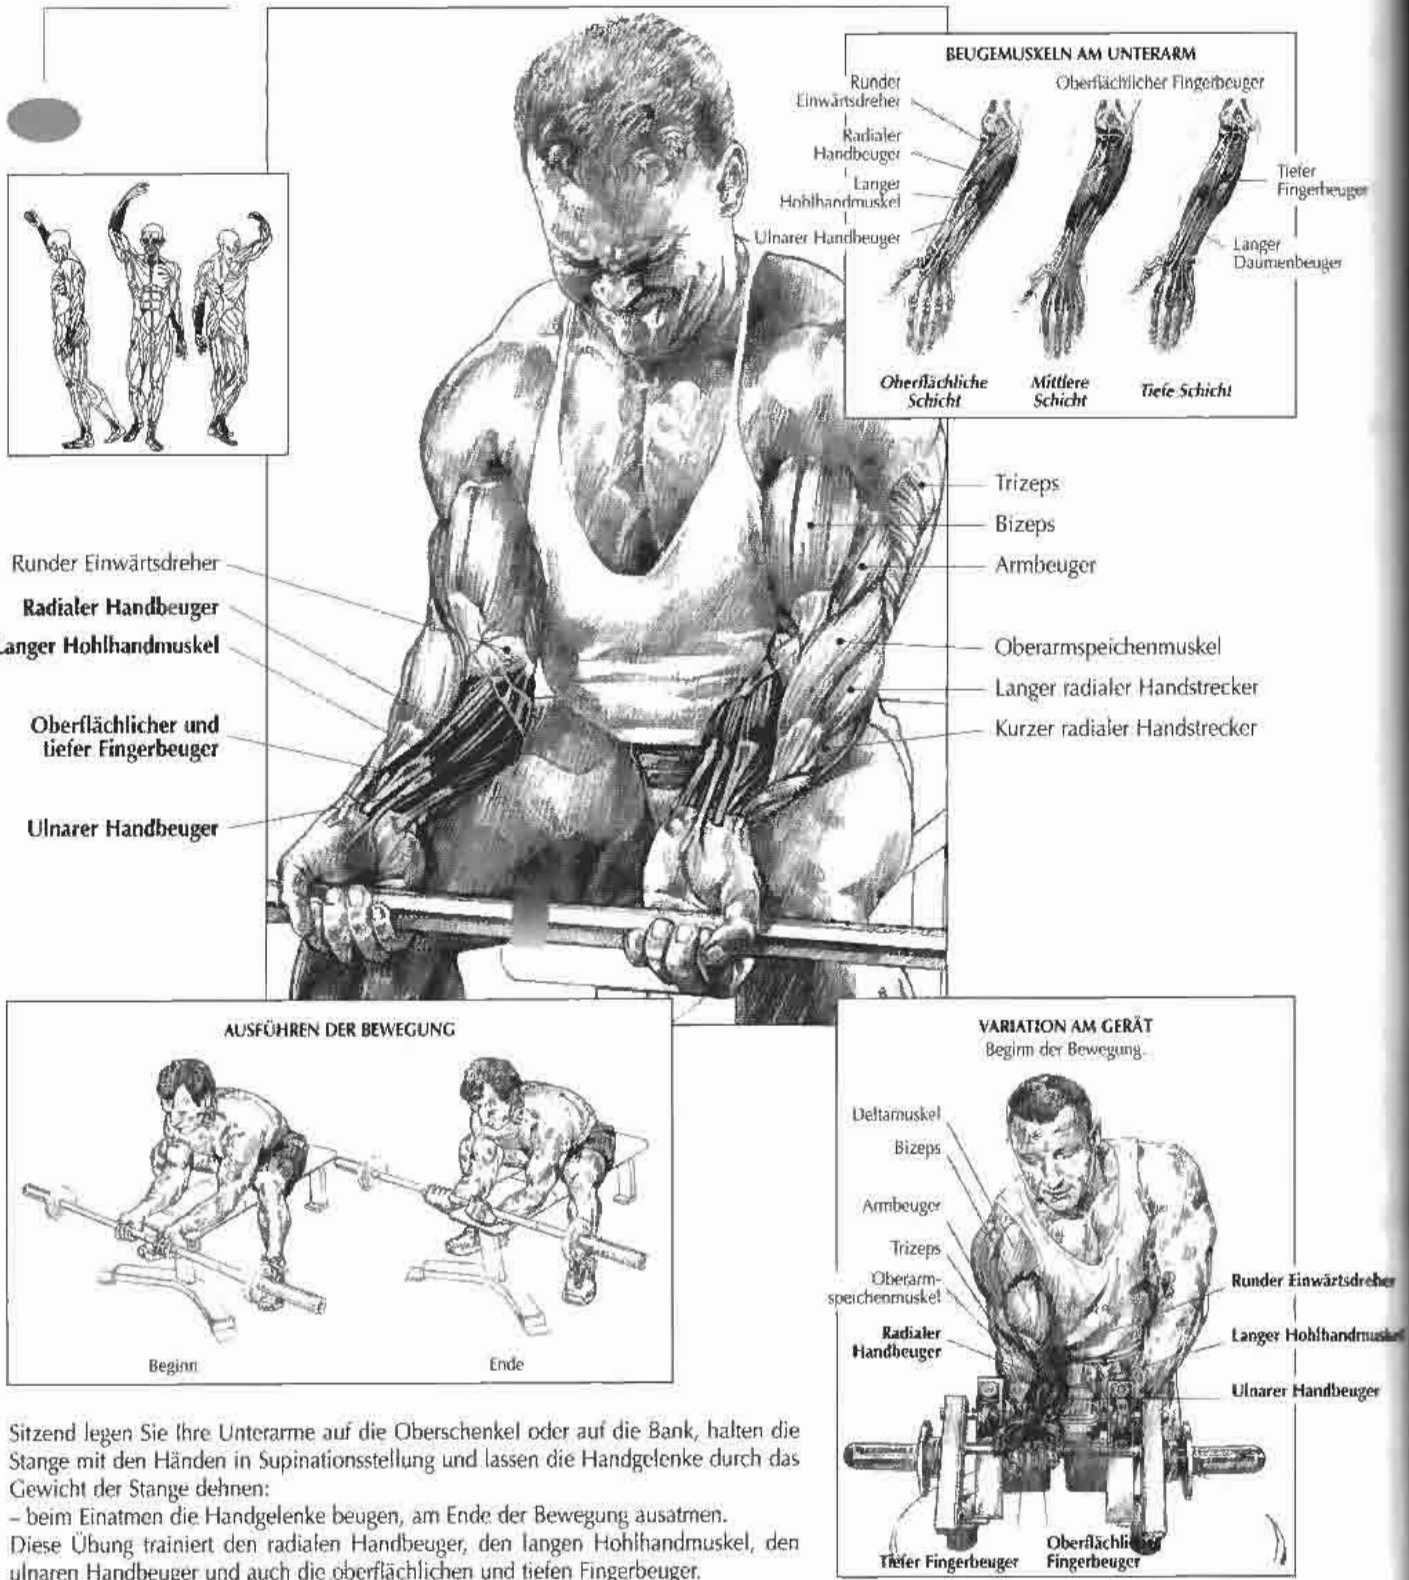 BEUGEMUSKELN AM UNTERARM
Runder
Einwärtsdreher
Oberflächlicher Fingerbeuger
Radialer
Handbeuger
Langer
Hohlhandmuskel
Ulnarer Handbeuger
Tiefer
Fingerbeuger
Langer
Daumenbeuger
Oberflächliche
Schicht
Mittlere
Schicht
Tiefe Schicht
Trizeps
Bizeps
Armbeuger
Oberarmspeichenmuskel
Langer radialer Handstrecker
Kurzer radialer Handstrecker
Runder Einwärtsdreher
Radialer Handbeuger
anger Hohlhandmuskel
Oberflächlicher und
tiefer Fingerbeuger
Ulnarer Handbeuger
AUSFÜHREN DER BEWEGUNG
Beginn
Ende
VARIATION AM GERÄT
Beginn der Bewegung.
Deltamuskel
Bizeps
Armbeuger
Trizeps
Oberarm-
speichenmuskel
Radialer
Handbeuger
Runder Einwärtsdreher
Langer Hohlhandmuskel
Ulnarer Handbeuger
Tiefer Fingerbeuger
Fingerbeuger
Sitzend legen Sie Ihre Unterarme auf die Oberschenkel oder auf die Bank, halten die
Stange mit den Händen in Supinationsstellung und lassen die Handgelenke durch das
Gewicht der Stange dehnen:
– beim Einatmen die Handgelenke beugen, am Ende der Bewegung ausatmen.
Diese Übung trainiert den radialen Handbeuger, den langen Hohlhandmuskel, den
ulnaren Handbeuger und auch die oberflächlichen und tiefen Fingerbeuger.